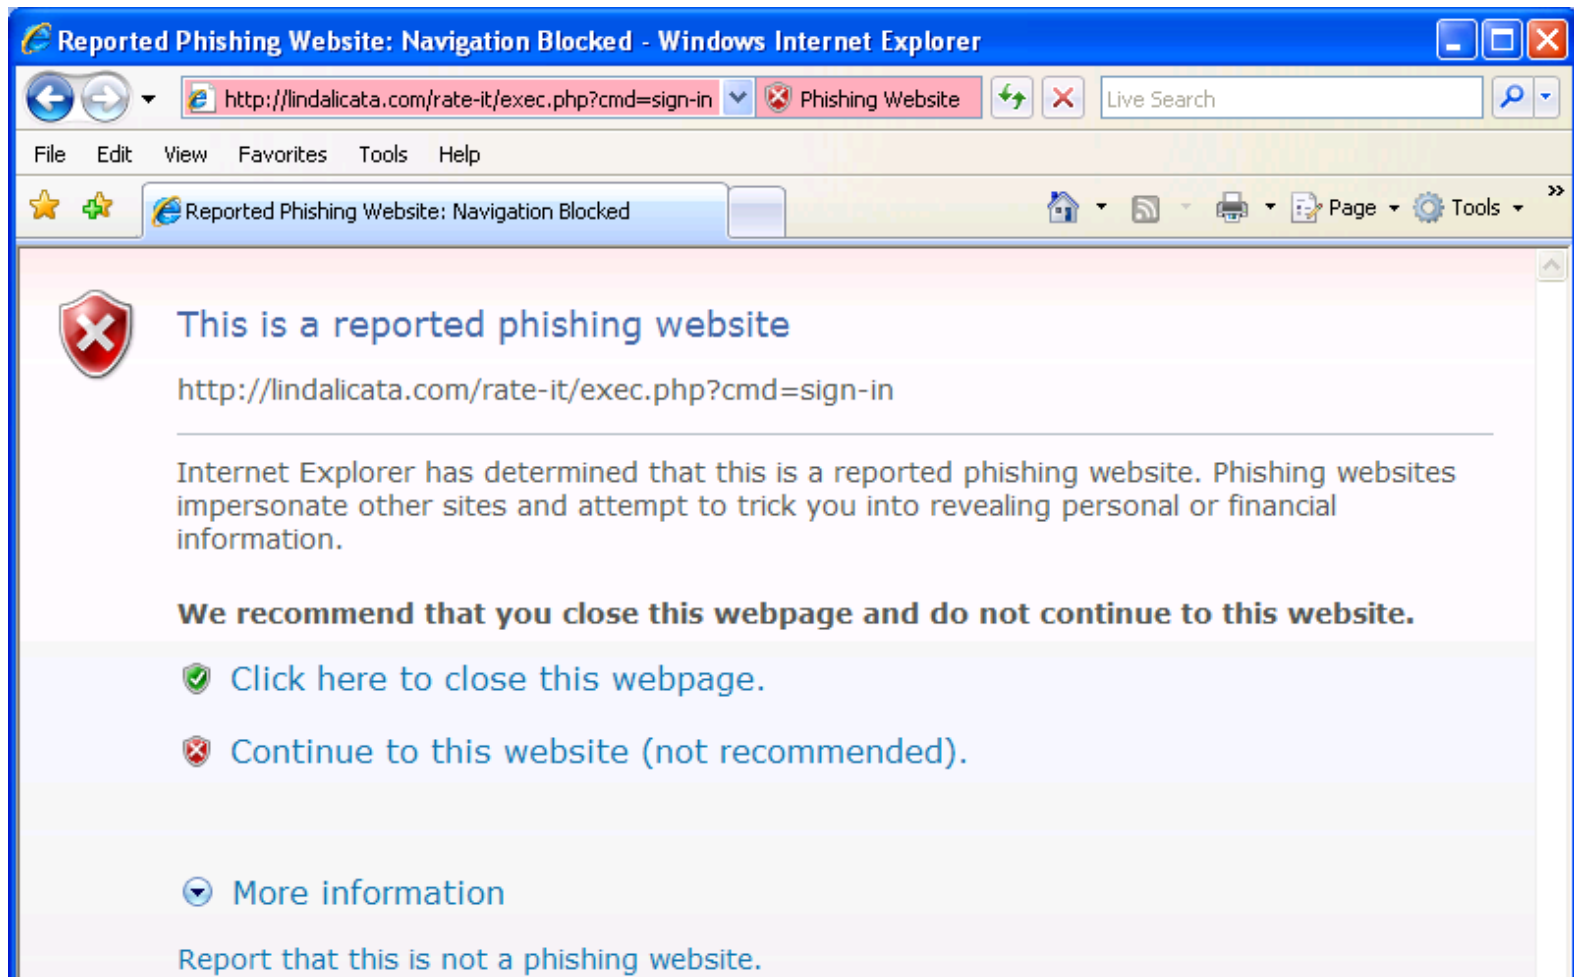 Reported Phishing Website: Navigation Blocked - Windows Internet Explorer
http://lindalicata.com/rate-it/exec.php?cmd=sign-in Phishing Website Live Search
File Edit View Favorites Tools Help
Reported Phishing Website: Navigation Blocked Page Tools »
This is a reported phishing website
http://lindalicata.com/rate-it/exec.php?cmd=sign-in
Internet Explorer has determined that this is a reported phishing website. Phishing websites
impersonate other sites and attempt to trick you into revealing personal or financial
information.
We recommend that you close this webpage and do not continue to this website.
Click here to close this webpage.
Continue to this website (not recommended).
More information
Report that this is not a phishing website.